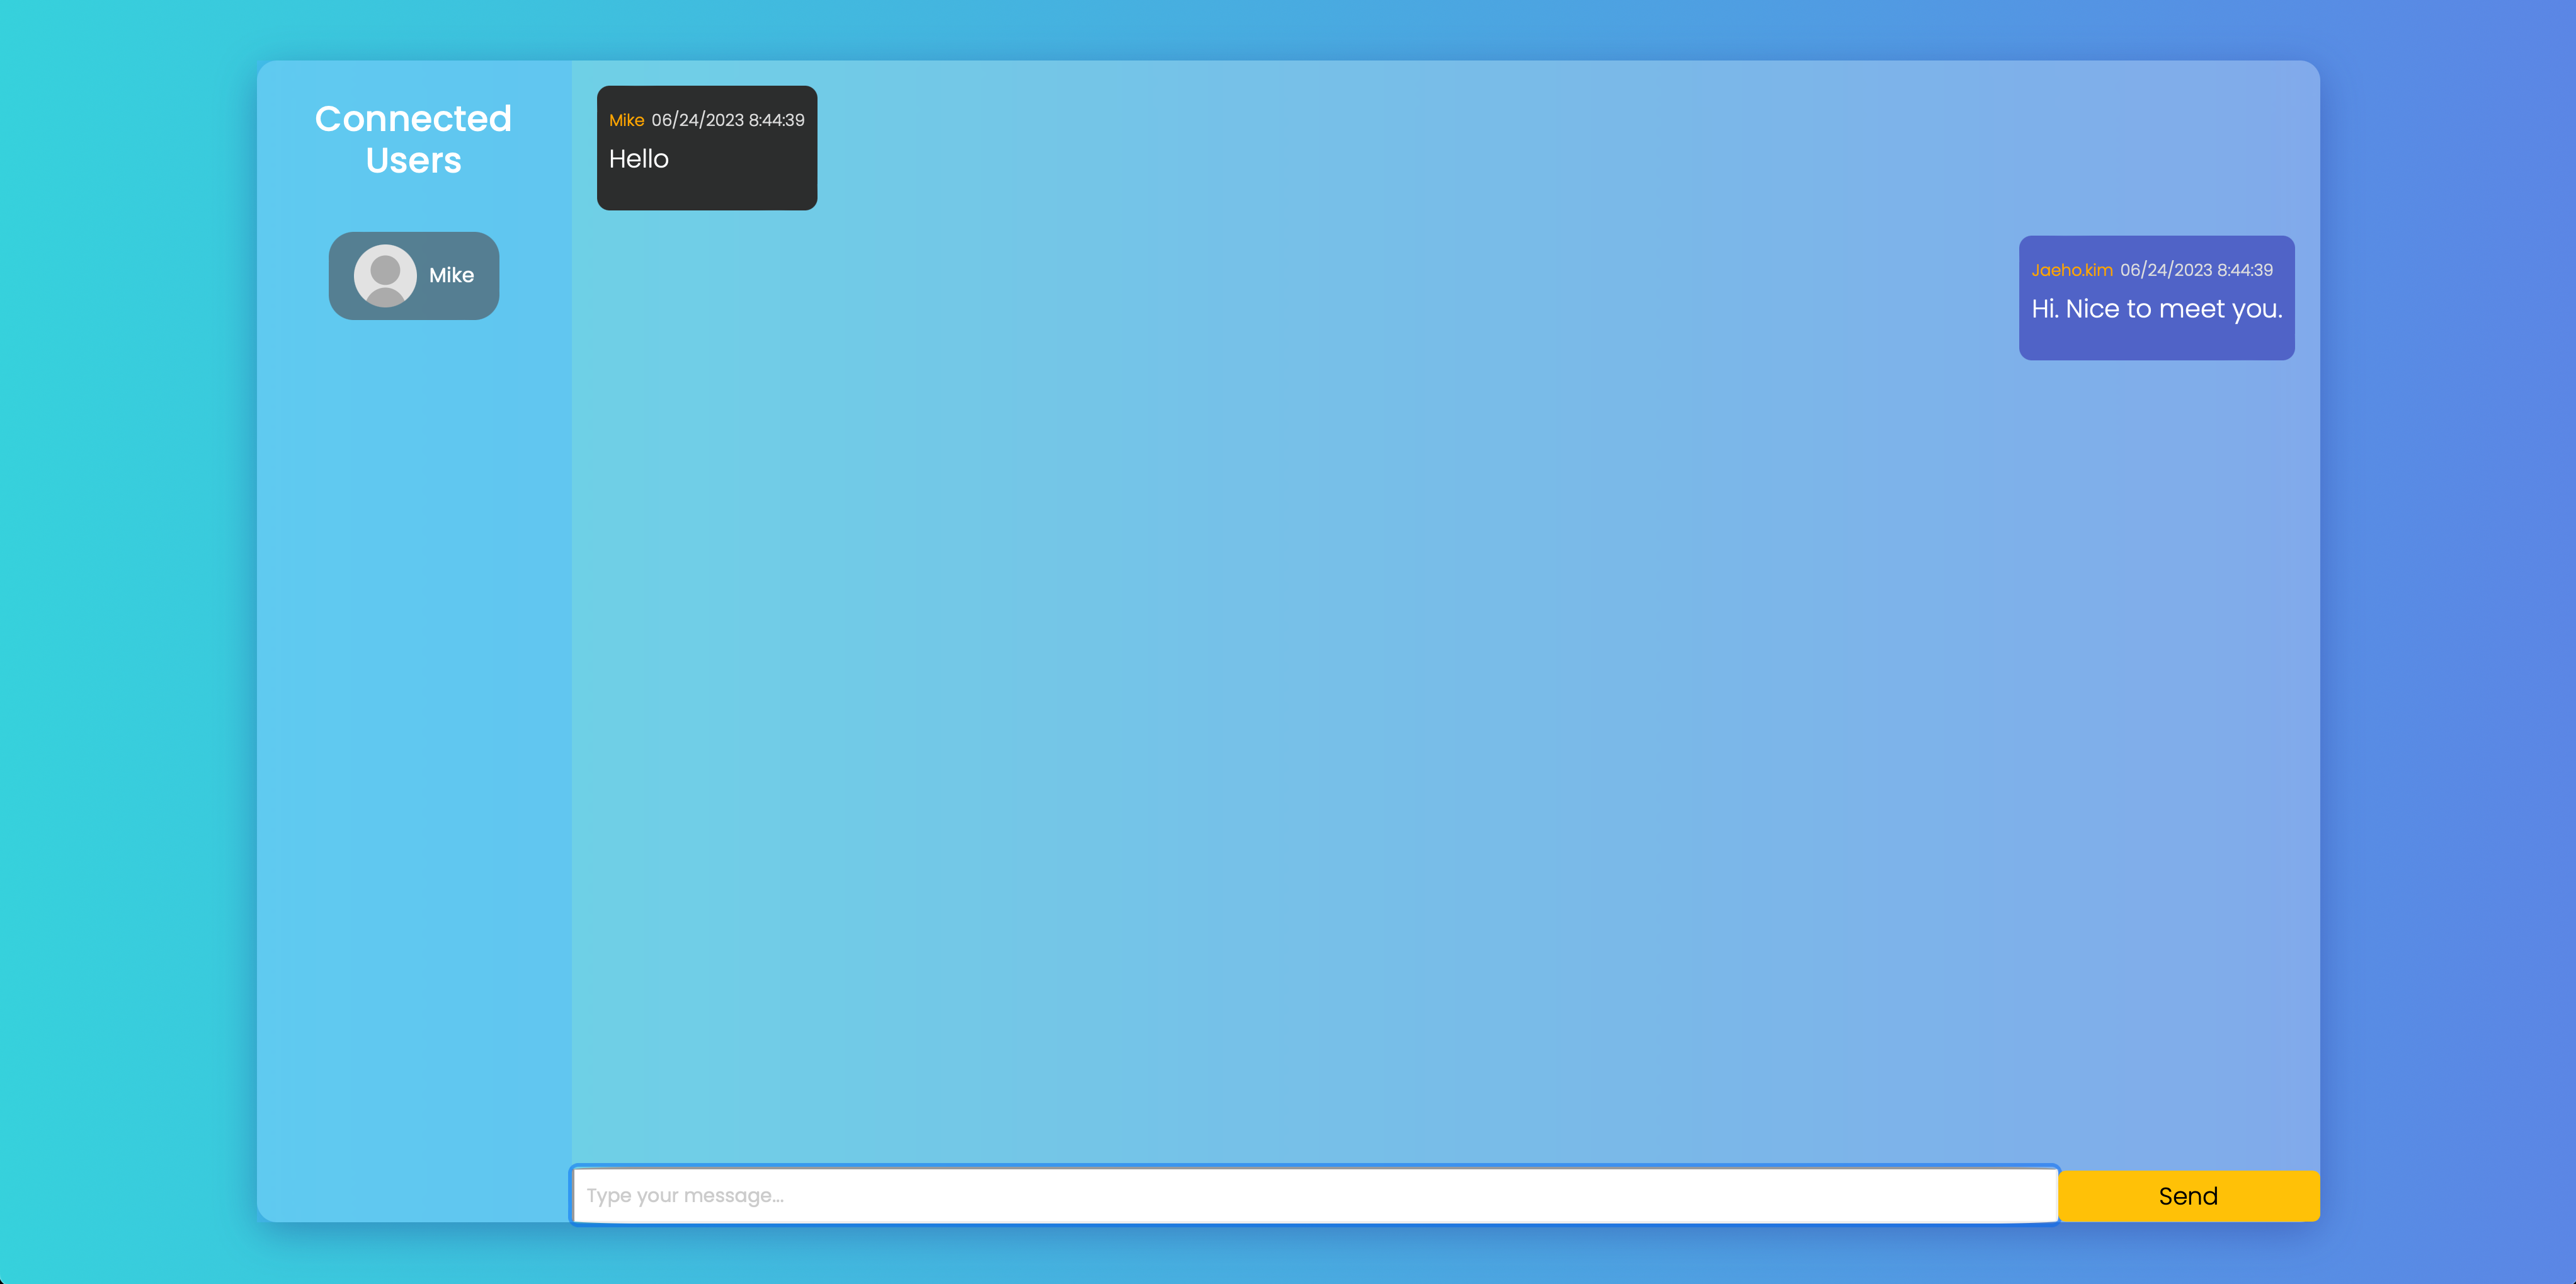 Connected
Users
Mike
Mike 06/24/2023 8:44:39
Hello
Jaeho.kim 06/24/2023 8:44:39
Hi. Nice to meet you.
Type your message...
Send